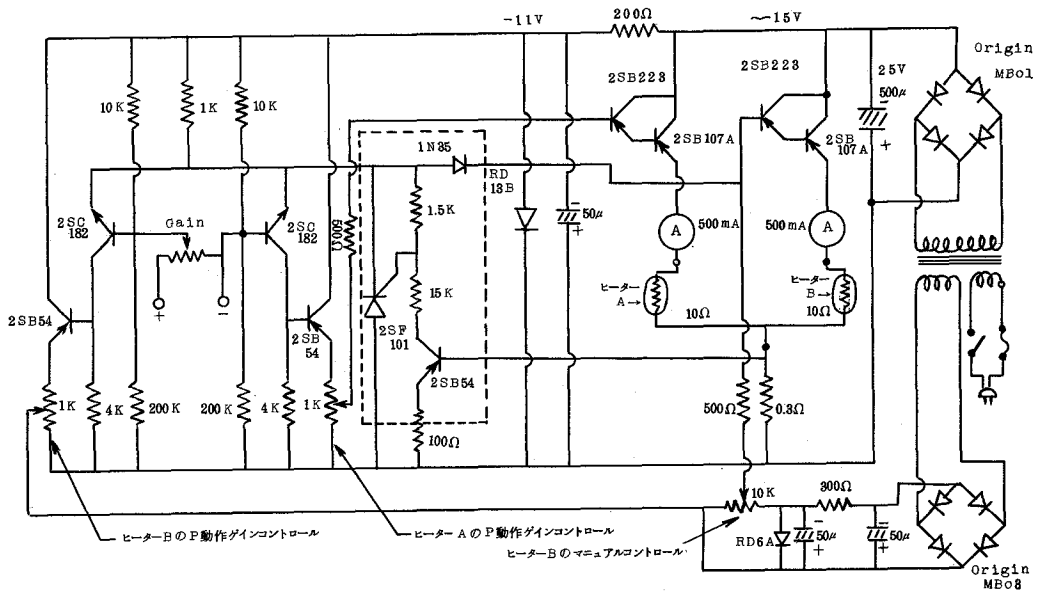 -11V
200Ω
~15V
Origin
MBo1
2SB223
2SB223
25V
500μ
-
+
10K
1K
10K
1N35
2SB107A
2SB
107A
RD
13B
2SC
182
Gain
2SC
182
500Ω
1.5K
-
50μ
+
500mA
A
500mA
A
15K
ヒーター
A→
10Ω
ヒーター
B→
10Ω
+
-
2SB54
2SB
54
2SF
101
2SB54
1K
4K
200K
200K
4K
1K
100Ω
500Ω
0.3Ω
10K
300Ω
RD6A
-
50μ
+
-
50μ
+
ヒーターBのP動作ゲインコントロール
ヒーターAのP動作ゲインコントロール
ヒーターBのマニュアルコントロール
Origin
MBo3